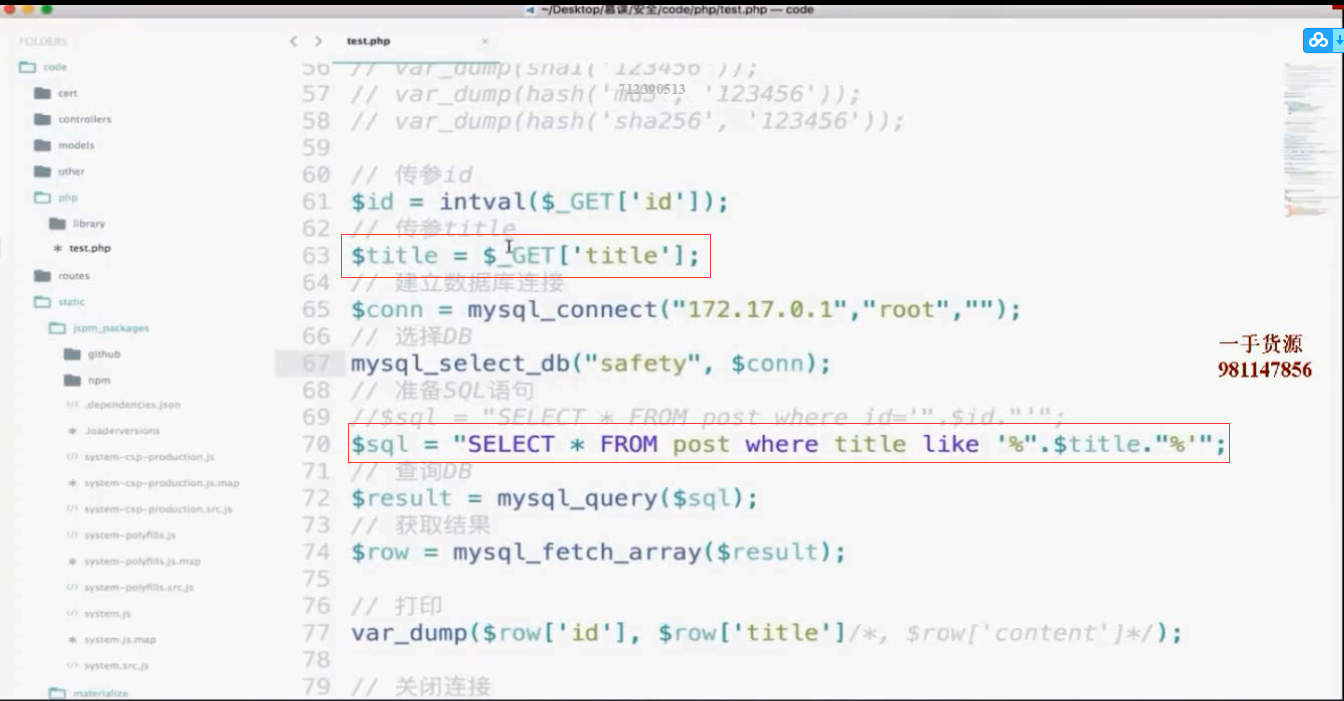 ~/Desktop/慕课/安全/code/php/test.php — code
FOLDERS
code
cert
controllers
models
other
php
library
test.php
routes
static
jspm_packages
github
npm
.dependencies.json
.loaderversions
system-csp-production.js
system-csp-production.js.map
system-csp-production.src.js
system-polyfills.js
system-polyfills.js.map
system-polyfills.src.js
system.js
system.js.map
system.src.js
materialize
test.php
56 // var_dump(sha1('123456'));
57 // var_dump(hash('md5', '123456'));
712390513
58 // var_dump(hash('sha256', '123456'));
59
60 // 传参id
61 $id = intval($_GET['id']);
62 // 传参title
63 $title = $_GET['title'];
64 // 建立数据库连接
65 $conn = mysql_connect("172.17.0.1","root","");
66 // 选择DB
67 mysql_select_db("safety", $conn);
68 // 准备SQL语句
69 //$sql = "SELECT * FROM post where id='".$id."'";
70 $sql = "SELECT * FROM post where title like '%".$title."%'";
71 // 查询DB
72 $result = mysql_query($sql);
73 // 获取结果
74 $row = mysql_fetch_array($result);
75
76 // 打印
77 var_dump($row['id'], $row['title']/*, $row['content']*/);
78
79 // 关闭连接
一手货源
981147856